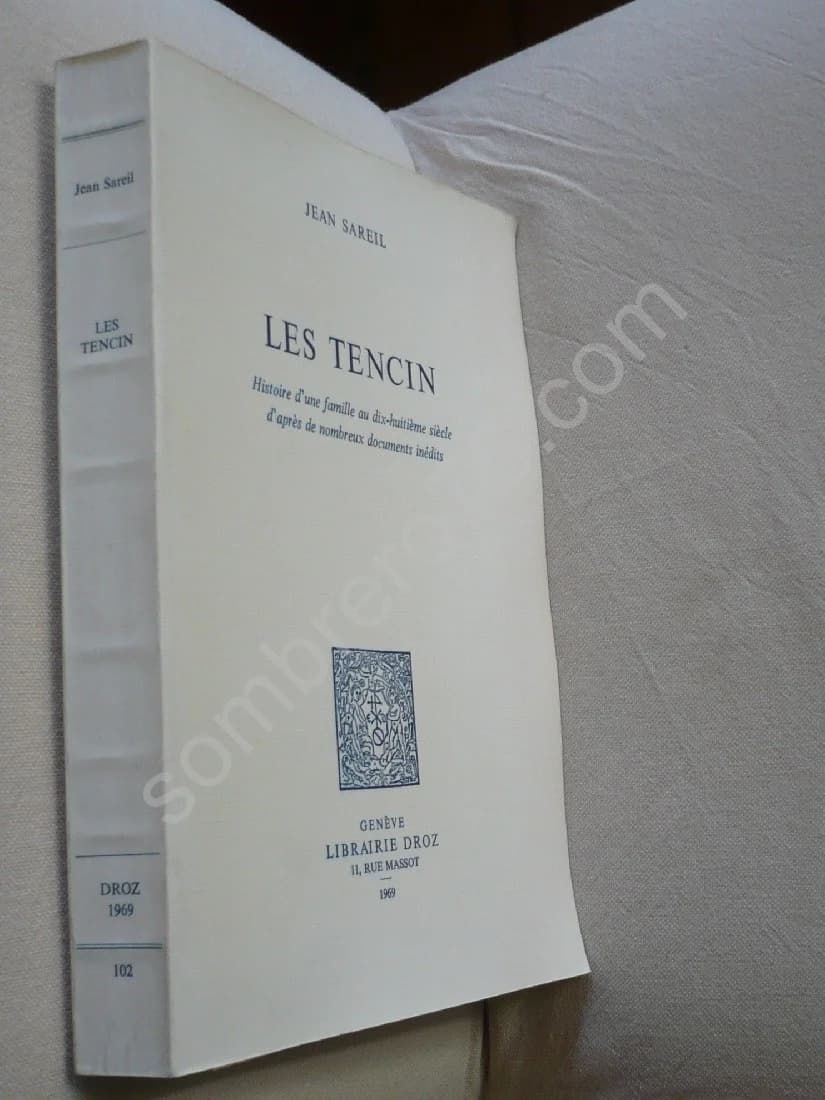 Jean Sareil
LES
TENCIN
DROZ
1969
102
JEAN SAREIL
LES TENCIN
Histoire d'une famille au dix-huitième siècle
d'après de nombreux documents inédits
GENÈVE
LIBRAIRIE DROZ
11, RUE MASSOT
1969